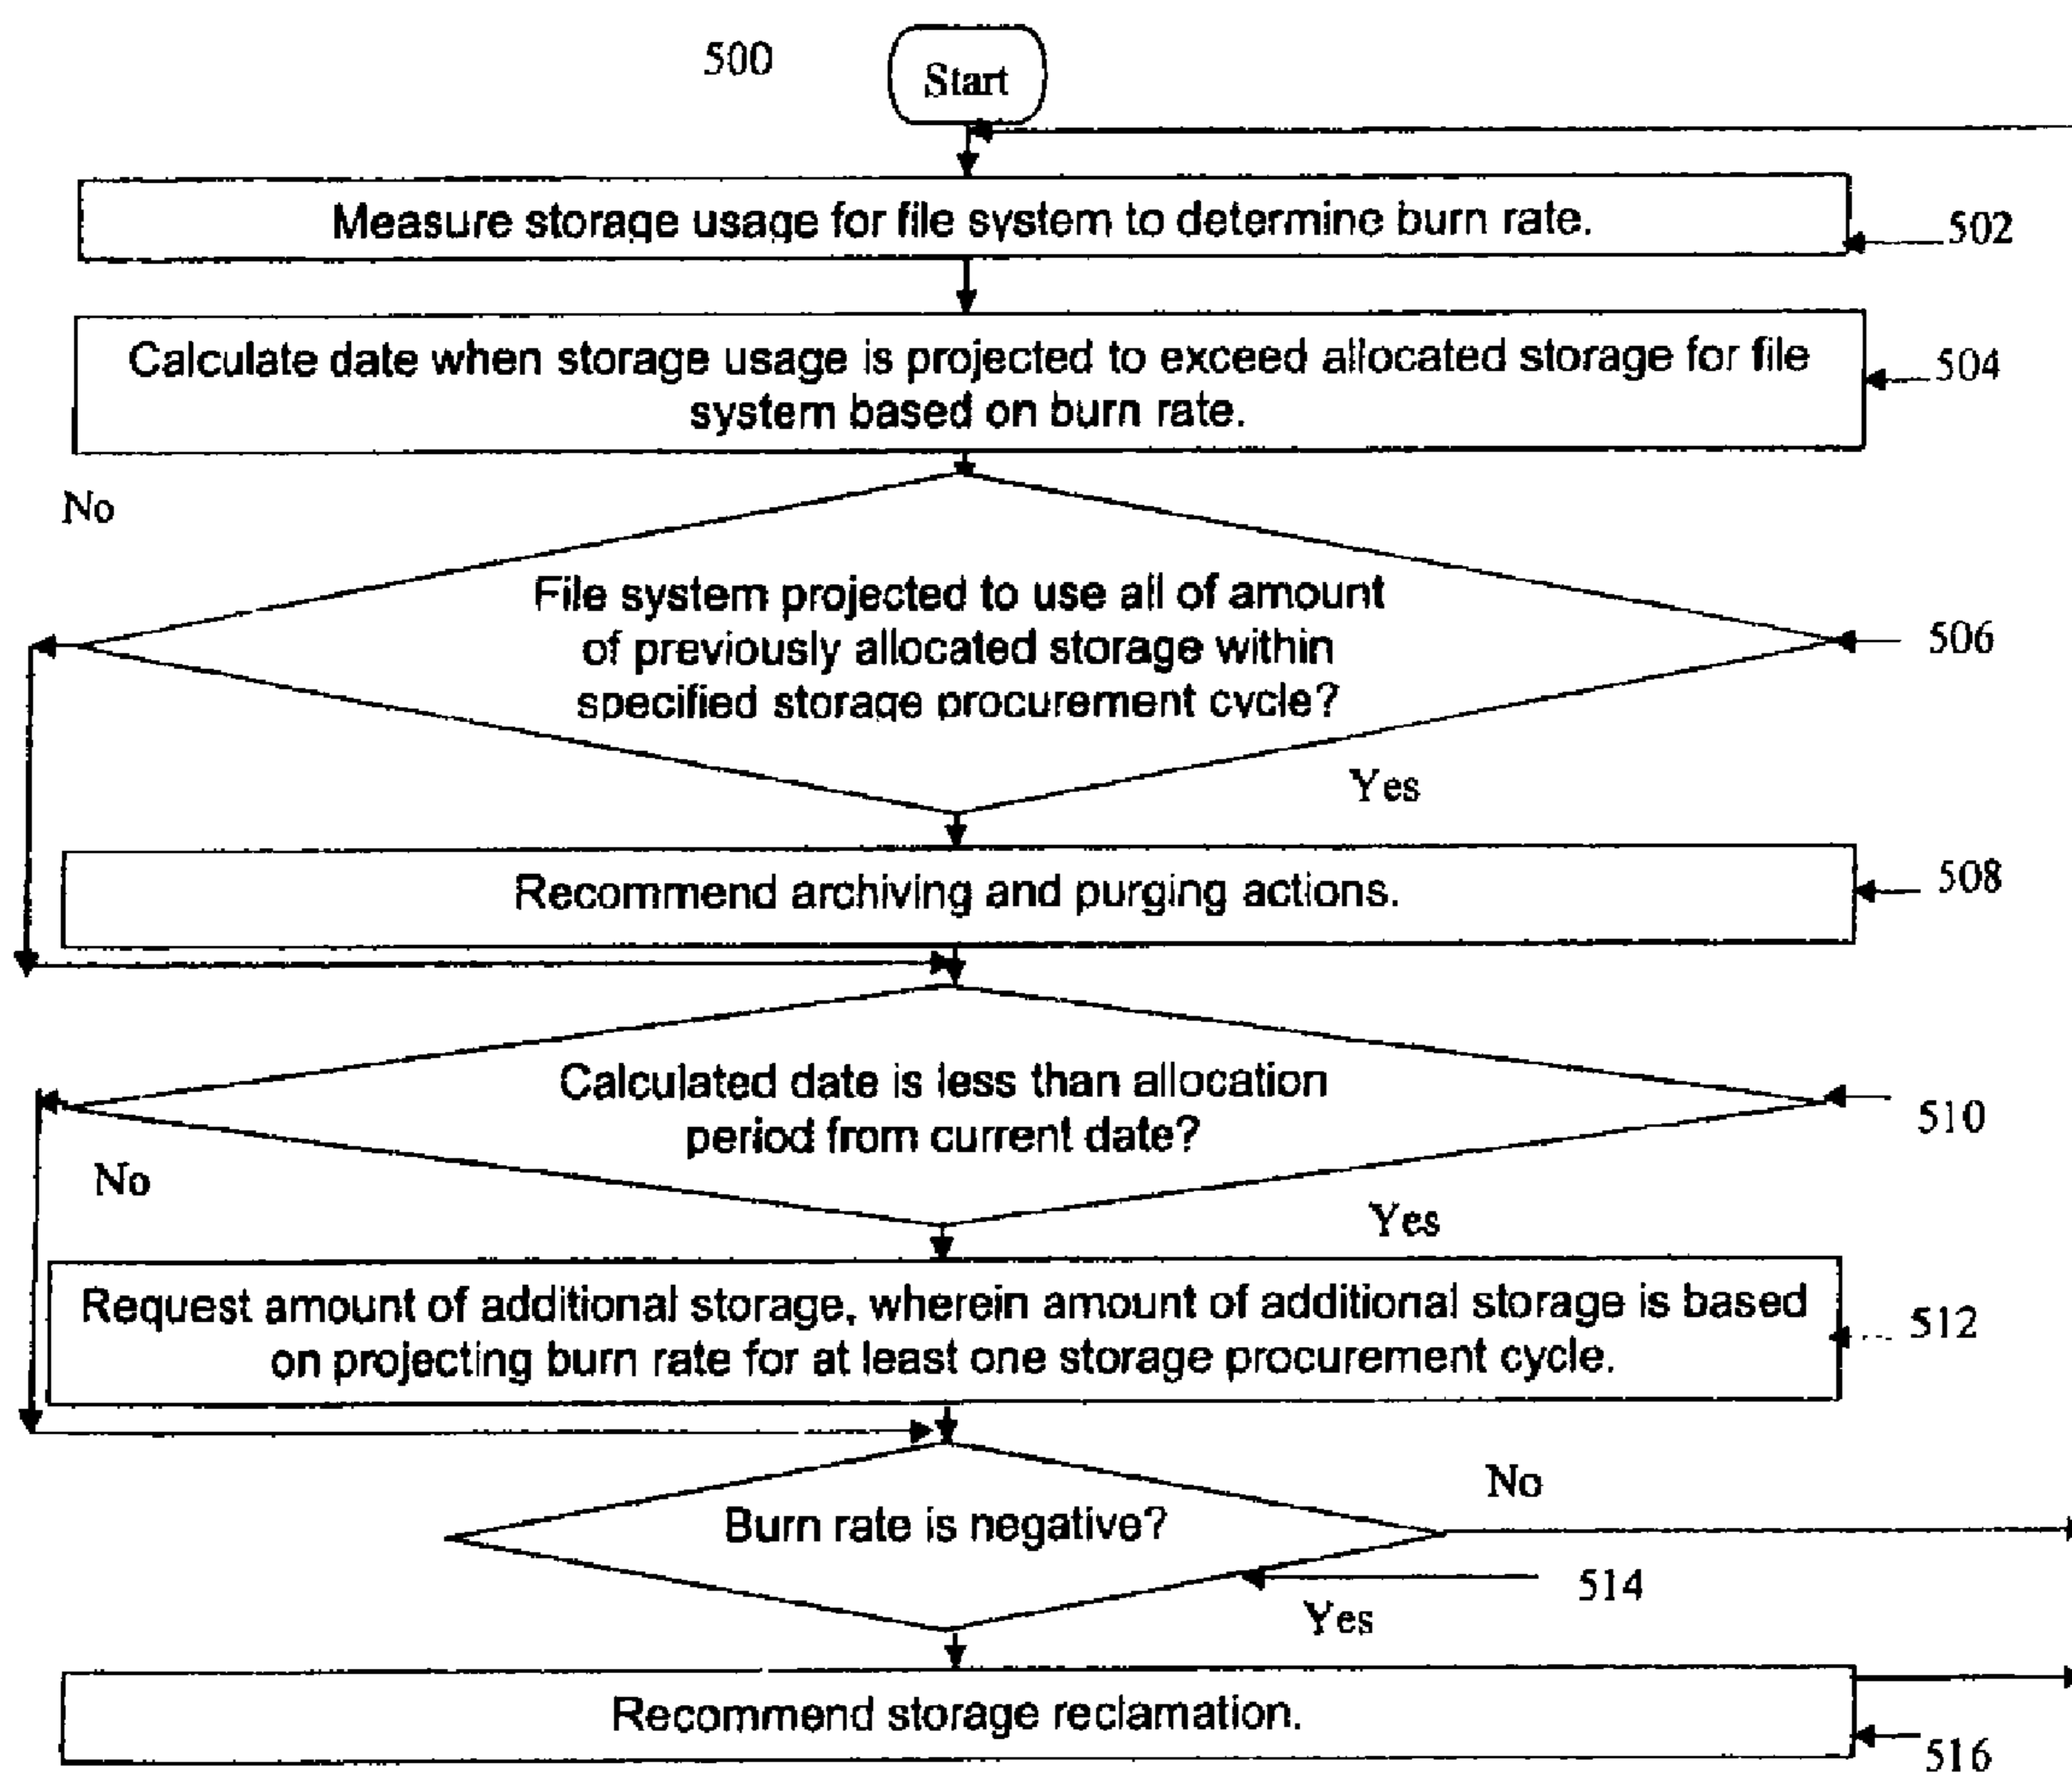 500
Start
Measure storage usage for file system to determine burn rate.
502
Calculate date when storage usage is projected to exceed allocated storage for file
system based on burn rate.
504
No
File system projected to use all of amount
of previously allocated storage within
specified storage procurement cycle?
506
Yes
Recommend archiving and purging actions.
508
Calculated date is less than allocation
period from current date?
510
No
Yes
Request amount of additional storage, wherein amount of additional storage is based
on projecting burn rate for at least one storage procurement cycle.
512
No
Burn rate is negative?
514
Yes
Recommend storage reclamation.
516